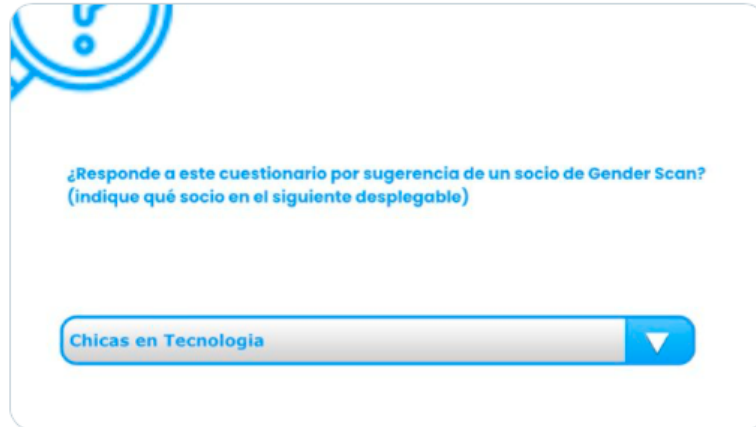 ¿Responde a este cuestionario por sugerencia de un socio de Gender Scan?
(indique qué socio en el siguiente desplegable)
Chicas en Tecnologia